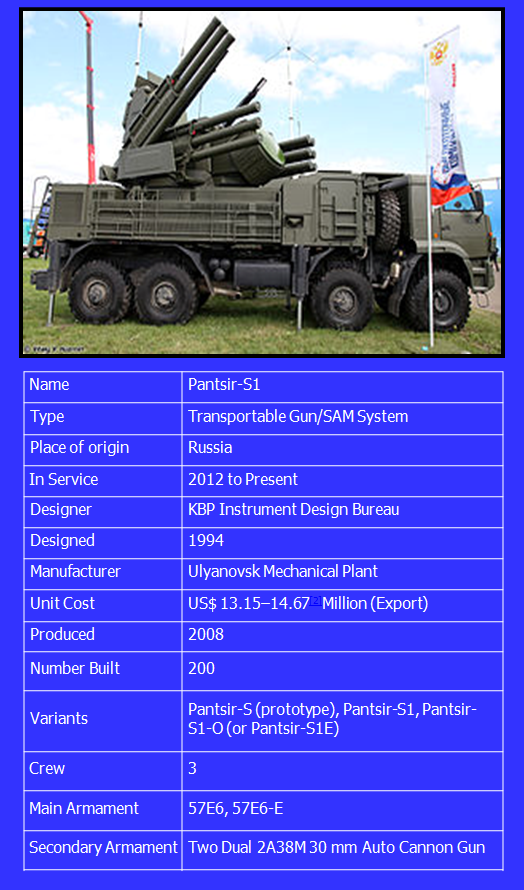 Name Pantsir-S1
Type Transportable Gun/SAM System
Place of origin Russia
In Service 2012 to Present
Designer KBP Instrument Design Bureau
Designed 1994
Manufacturer Ulyanovsk Mechanical Plant
Unit Cost US$ 13.15–14.67[2]Million (Export)
Produced 2008
Number Built 200
Variants Pantsir-S (prototype), Pantsir-S1, Pantsir-
S1-O (or Pantsir-S1E)
Crew 3
Main Armament 57E6, 57E6-E
Secondary Armament Two Dual 2A38M 30 mm Auto Cannon Gun